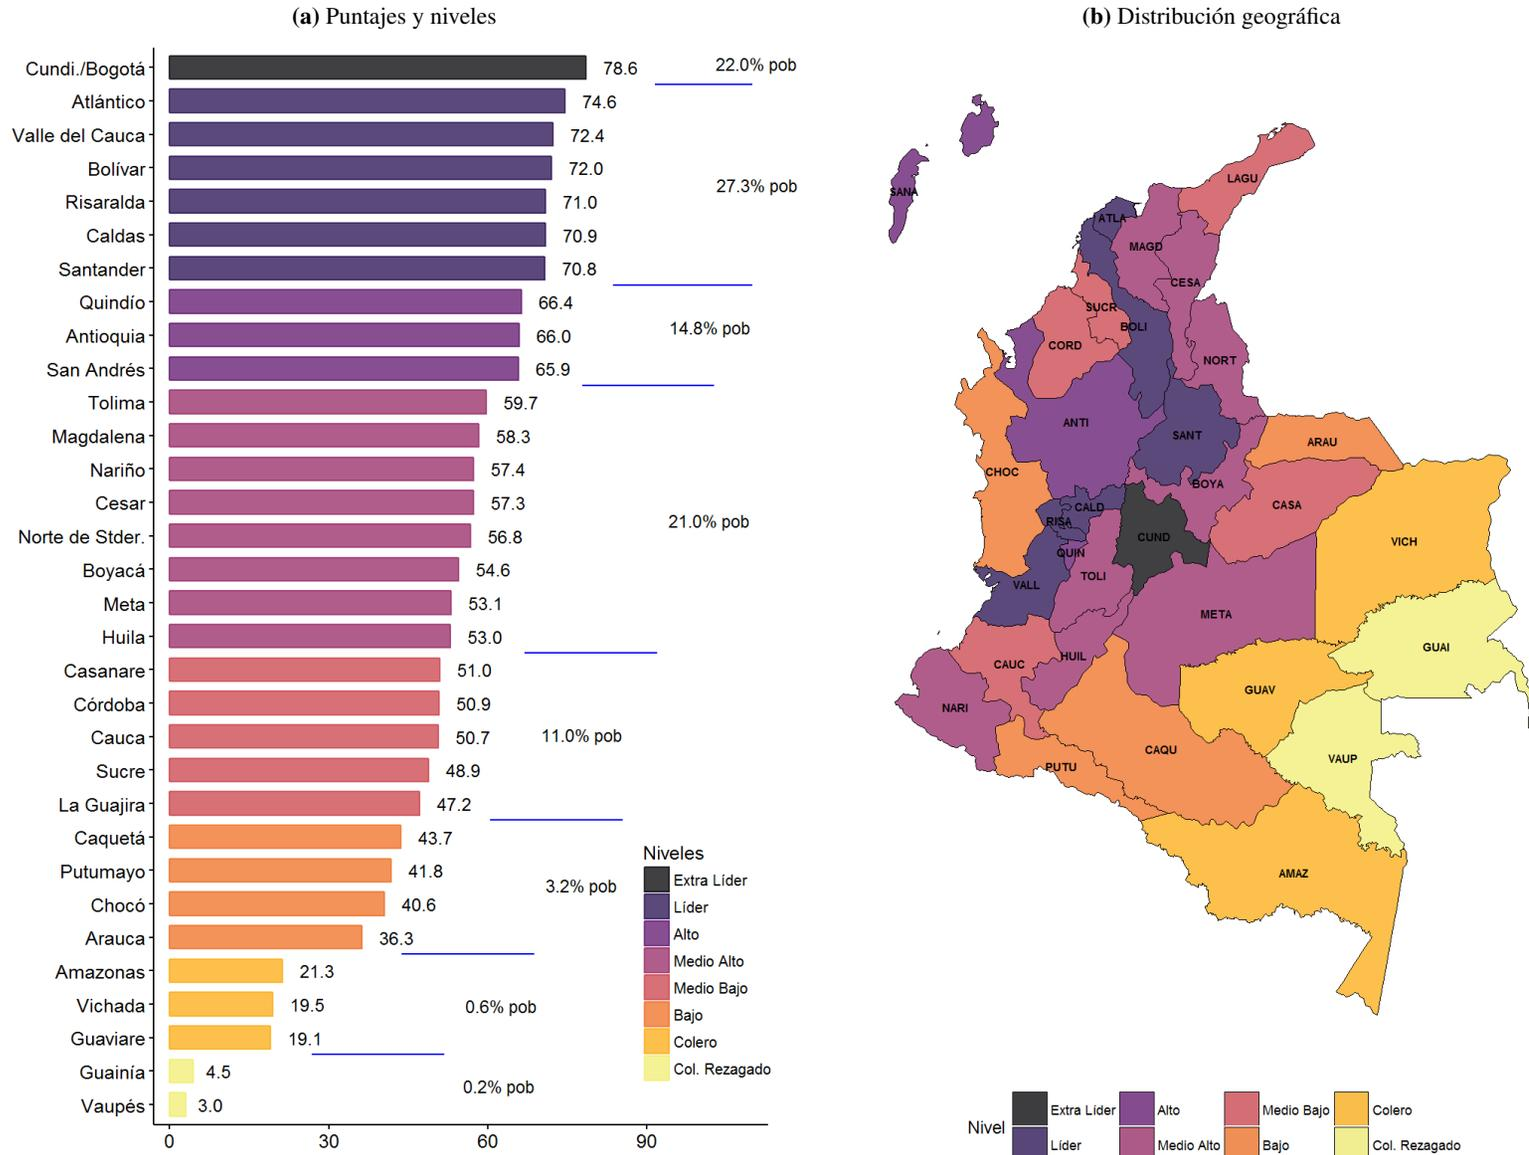 (a) Puntajes y niveles
Cundi./Bogotá 78.6 22.0% pob
Atlántico 74.6
Valle del Cauca 72.4
Bolívar 72.0
27.3% pob
Risaralda 71.0
Caldas 70.9
Santander 70.8
Quindío 66.4
14.8% pob
Antioquia 66.0
San Andrés 65.9
Tolima 59.7
Magdalena 58.3
Nariño 57.4
Cesar 57.3
21.0% pob
Norte de Stder. 56.8
Boyacá 54.6
Meta 53.1
Huila 53.0
Casanare 51.0
Córdoba 50.9
Cauca 50.7
11.0% pob
Sucre 48.9
La Guajira 47.2
Caquetá 43.7
Putumayo 41.8
3.2% pob
Chocó 40.6
Arauca 36.3
Amazonas 21.3
Vichada 19.5
0.6% pob
Guaviare 19.1
Guainía 4.5
0.2% pob
Vaupés 3.0
0 30 60 90
Niveles
Extra Líder
Líder
Alto
Medio Alto
Medio Bajo
Bajo
Colero
Col. Rezagado
(b) Distribución geográfica
LAGU
SANA
ATLA
MAGD
CESA
SUCR
BOLI
CORD
NORT
ANTI
SANT
ARAU
CHOC
BOYA
CASA
CALD
RISA
CUND
VICH
QUIN
TOLI
VALL
META
GUAI
HUIL
CAUC
GUAV
NARI
CAQU
VAUP
PUTU
AMAZ
Nivel
Extra Líder Alto Medio Bajo Colero
Líder Medio Alto Bajo Col. Rezagado